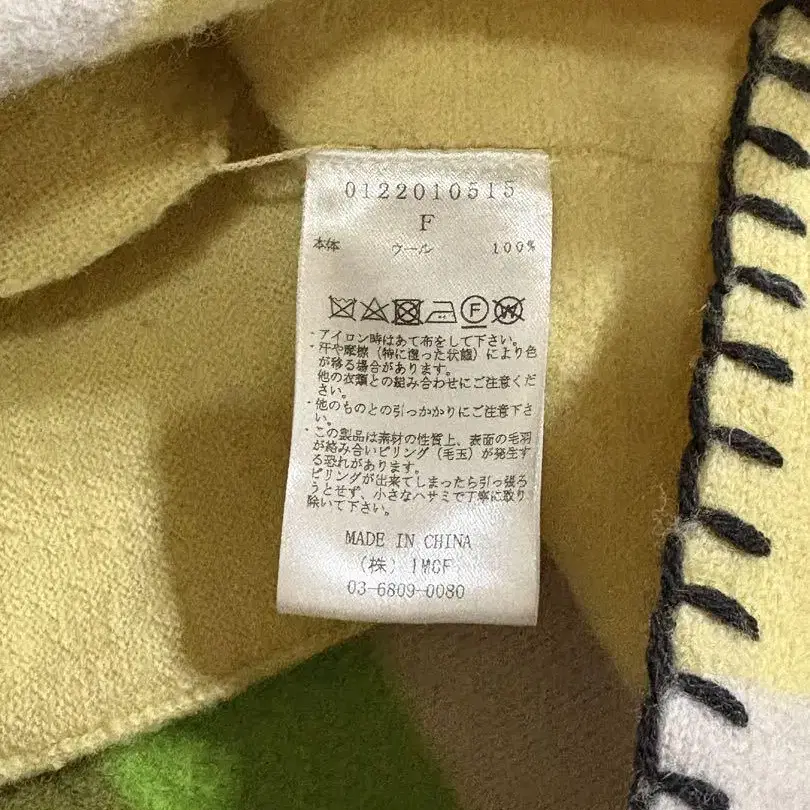 0122010515
F
本体 ウール 100%
F W
・アイロン時はあて布をして下さい。
・汗や摩擦(特に復った状態)により色
が移る場合があります。
他の衣類との組み合わせにご注意くだ
さい。
・他のものとの引っかかりにご注意下さ
い。
・この製品は素材の性質上、表面の毛羽
が絡み合いピリング(毛玉)が発生す
る恐れがあります。
ピリングが出来てしまったら引っ張ろ
うとせず、小さなハサミで丁寧に取り
除いて下さい。
MADE IN CHINA
(株) IMCF
03-6809-0080